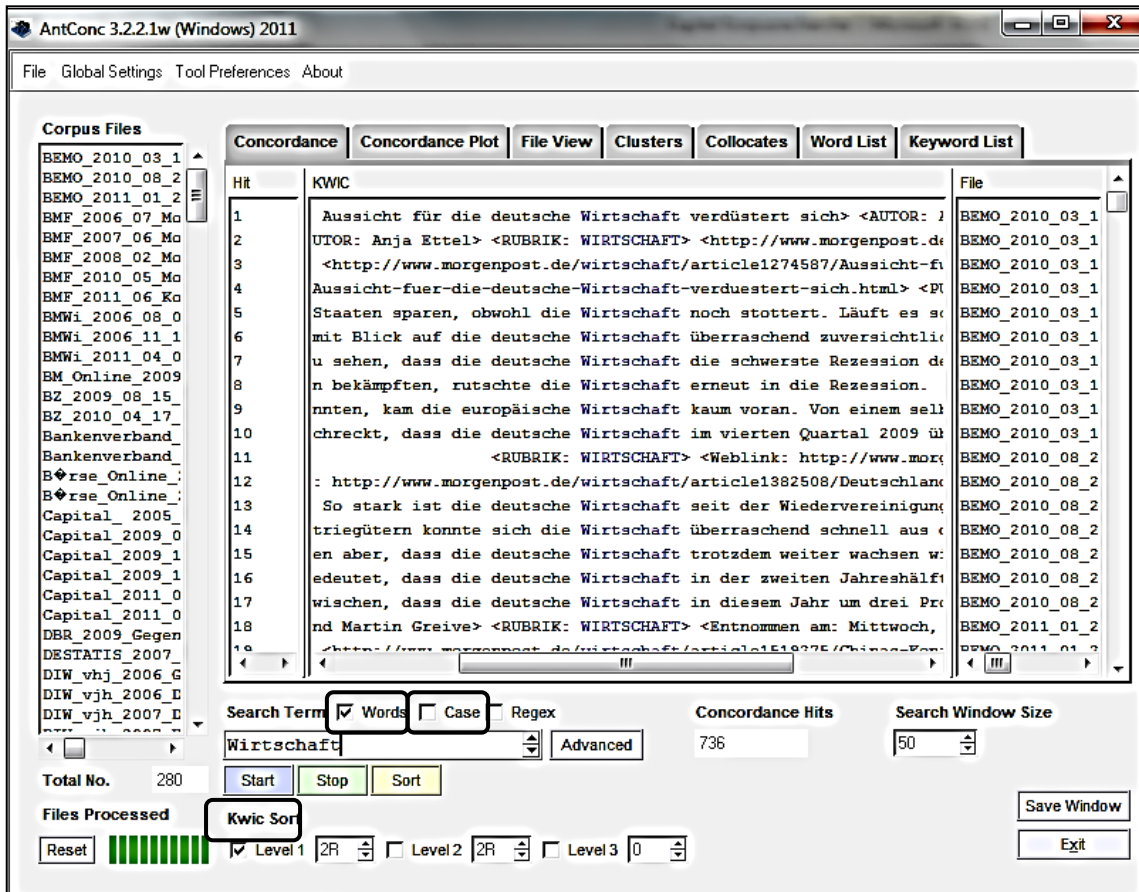 AntConc 3.2.2.1w (Windows) 2011
File Global Settings Tool Preferences About
Corpus Files
BEMO_2010_03_1
BEMO_2010_08_2
BEMO_2011_01_2
BMF_2006_07_Mo
BMF_2007_06_Mo
BMF_2008_02_Mo
BMF_2010_05_Mo
BMF_2011_06_Ko
BMWi_2006_08_0
BMWi_2006_11_1
BMWi_2011_04_0
BM_Online_2009
BZ_2009_08_15_
BZ_2010_04_17_
Bankenverband_
Bankenverband_
B�rse_Online_
B�rse_Online_
Capital_ 2005_
Capital_2009_0
Capital_2009_1
Capital_2009_1
Capital_2011_0
Capital_2011_0
DBR_2009_Gegen
DESTATIS_2007_
DIW_vhj_2006_G
DIW_vjh_2006_D
DIW_vjh_2007_D
Total No. 280
Files Processed
Reset
Concordance Concordance Plot File View Clusters Collocates Word List Keyword List
Hit KWIC File
1 Aussicht für die deutsche Wirtschaft verdüstert sich> <AUTOR: BEMO_2010_03_1
2 UTOR: Anja Ettel> <RUBRIK: WIRTSCHAFT> <http://www.morgenpost.de BEMO_2010_03_1
3 <http://www.morgenpost.de/wirtschaft/article1274587/Aussicht-fu BEMO_2010_03_1
4 Aussicht-fuer-die-deutsche-Wirtschaft-verduestert-sich.html> <PU BEMO_2010_03_1
5 Staaten sparen, obwohl die Wirtschaft noch stottert. Läuft es so BEMO_2010_03_1
6 mit Blick auf die deutsche Wirtschaft überraschend zuversichtlic BEMO_2010_03_1
7 u sehen, dass die deutsche Wirtschaft die schwerste Rezession de BEMO_2010_03_1
8 n bekämpften, rutschte die Wirtschaft erneut in die Rezession. BEMO_2010_03_1
9 nnten, kam die europäische Wirtschaft kaum voran. Von einem sell BEMO_2010_03_1
10 chreckt, dass die deutsche Wirtschaft im vierten Quartal 2009 üb BEMO_2010_03_1
11 <RUBRIK: WIRTSCHAFT> <Weblink: http://www.morg BEMO_2010_08_2
12 : http://www.morgenpost.de/wirtschaft/article1382508/Deutschland BEMO_2010_08_2
13 So stark ist die deutsche Wirtschaft seit der Wiedervereinigung BEMO_2010_08_2
14 triegütern konnte sich die Wirtschaft überraschend schnell aus BEMO_2010_08_2
15 en aber, dass die deutsche Wirtschaft trotzdem weiter wachsen wi BEMO_2010_08_2
16 edeutet, dass die deutsche Wirtschaft in der zweiten Jahreshälft BEMO_2010_08_2
17 wischen, dass die deutsche Wirtschaft in diesem Jahr um drei Pro BEMO_2010_08_2
18 nd Martin Greive> <RUBRIK: WIRTSCHAFT> <Entnommen am: Mittwoch, BEMO_2011_01_2
Search Term Words Case Regex Concordance Hits Search Window Size
Wirtschaft Advanced 736 50
Start Stop Sort
Kwic Sort
Level 1 2R Level 2 2R Level 3 0
Save Window
Exit